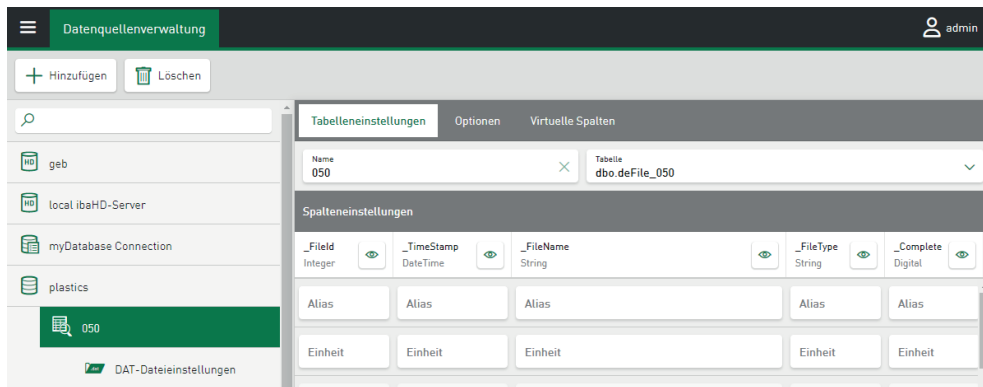 Datenquellenverwaltung
admin
Hinzufügen Löschen
Tabelleneinstellungen Optionen Virtuelle Spalten
HD geb
HD local ibaHD-Server
myDatabase Connection
plastics
050
DAT-Dateieinstellungen
Name
050
Tabelle
dbo.deFile_050
Spalteneinstellungen
_FileId _TimeStamp _FileName _FileType _Complete
Integer DateTime String String Digital
Alias Alias Alias Alias Alias
Einheit Einheit Einheit Einheit Einheit